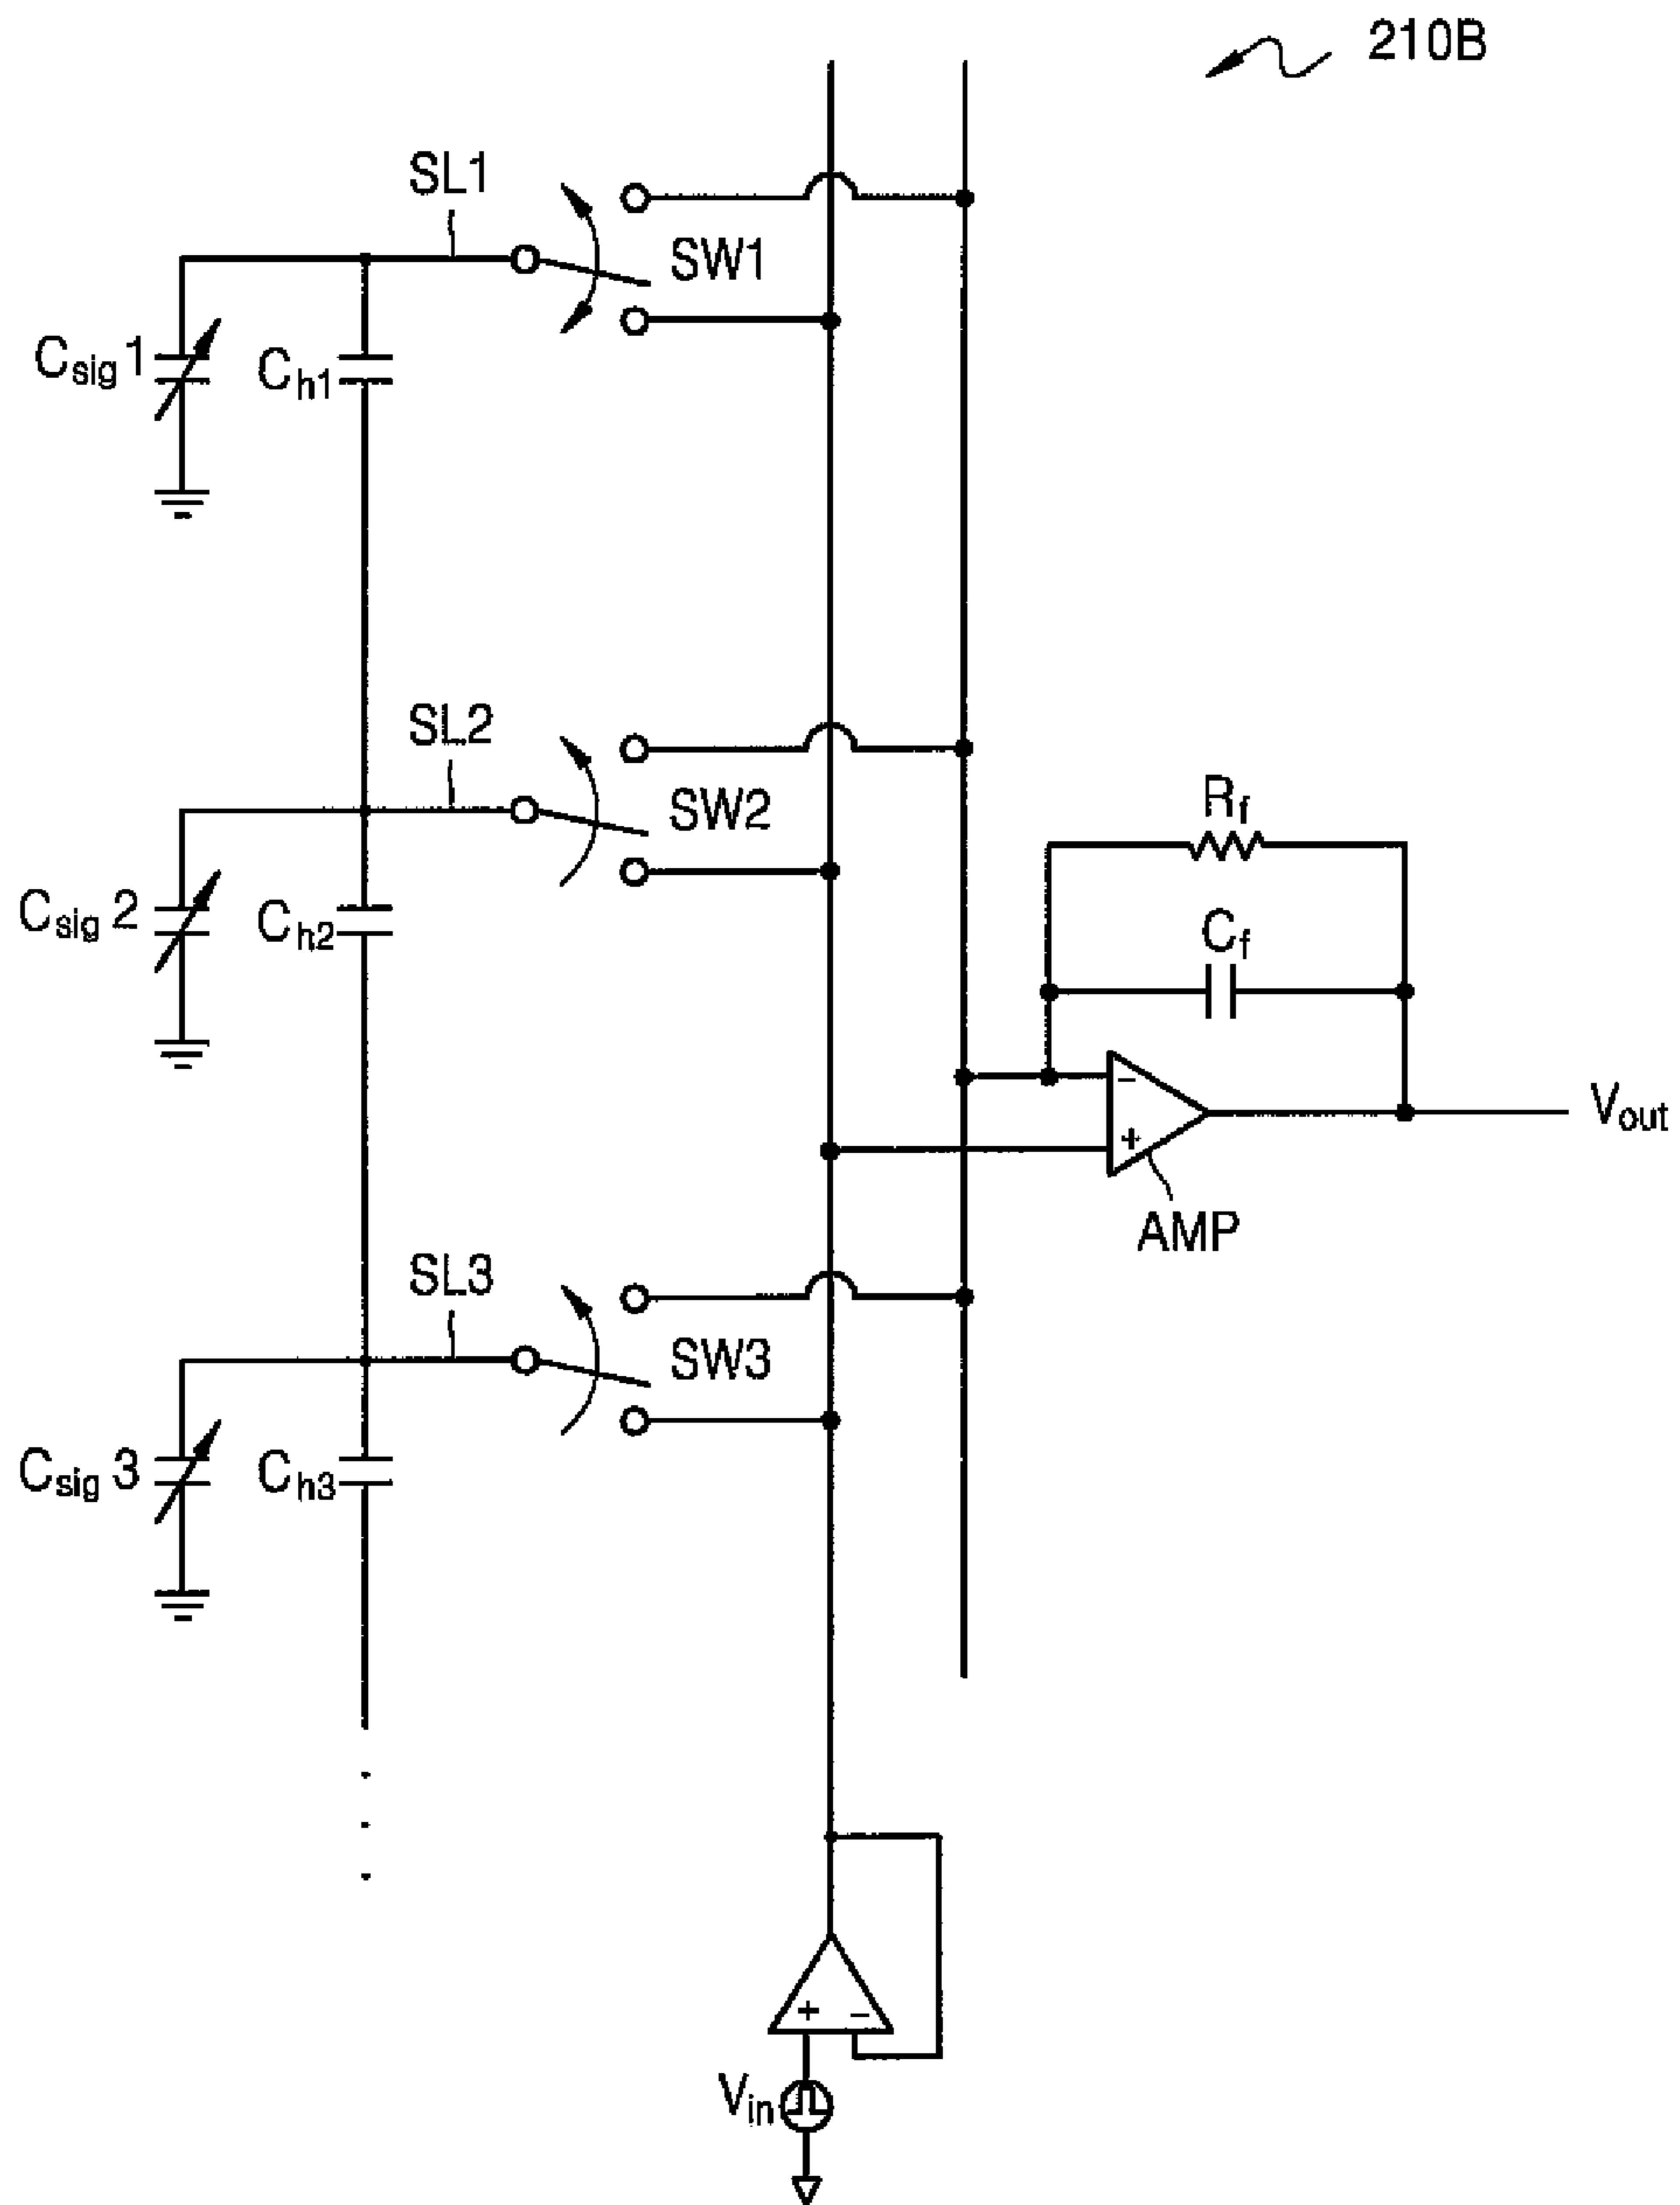 210B
SL1
SW1
Csig 1
Ch1
SL2
SW2
Csig 2
Ch2
Rf
Cf
-
+
Vout
AMP
SL3
SW3
Csig 3
Ch3
+ -
Vin